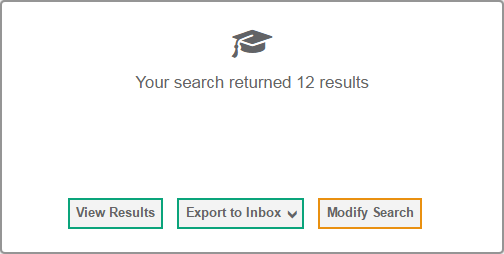 Your search returned 12 results
View Results Export to Inbox Modify Search